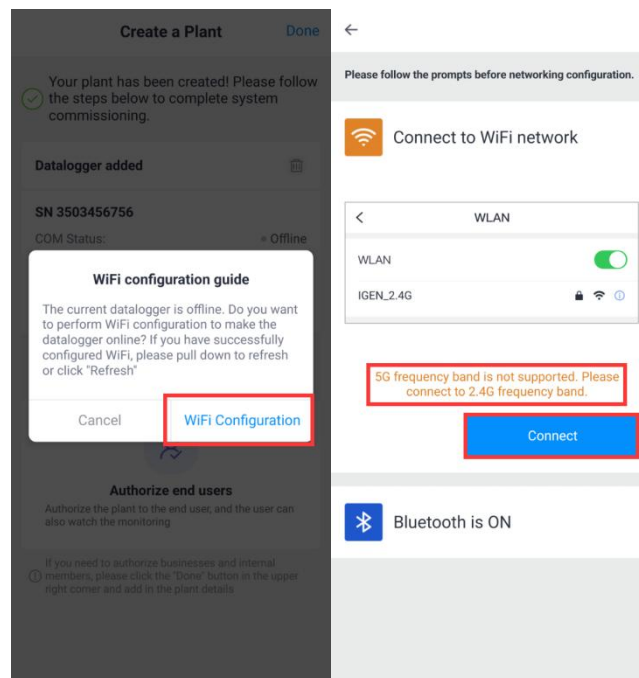 Create a Plant
Done
Your plant has been created! Please follow
the steps below to complete system
commissioning.
Datalogger added
SN 3503456756
COM Status:
Offline
WiFi configuration guide
The current datalogger is offline. Do you want
to perform WiFi configuration to make the
datalogger online? If you have successfully
configured WiFi, please pull down to refresh
or click "Refresh"
Cancel
WiFi Configuration
Authorize end users
Authorize the plant to the end user, and the user can
also watch the monitoring
If you need to authorize businesses and internal
members, please click the "Done" button in the upper
right corner and add in the plant details
Please follow the prompts before networking configuration.
Connect to WiFi network
WLAN
WLAN
IGEN_2.4G
5G frequency band is not supported. Please
connect to 2.4G frequency band.
Connect
Bluetooth is ON